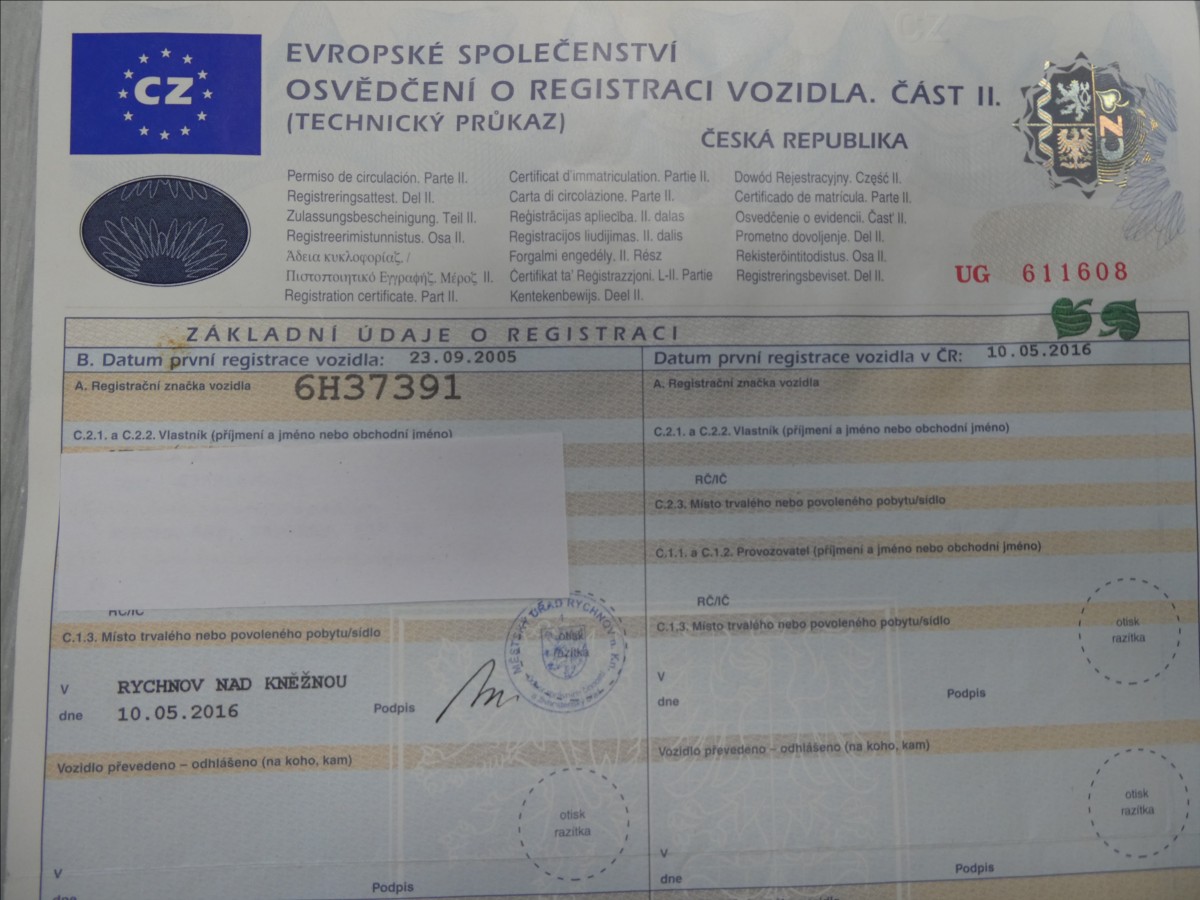 CZ
EVROPSKÉ SPOLEČENSTVÍ
OSVĚDČENÍ O REGISTRACI VOZIDLA. ČÁST II.
(TECHNICKÝ PRŮKAZ)
ČESKÁ REPUBLIKA
CZ
Permiso de circulación. Parte II.
Registreringsattest. Del II.
Zulassungsbescheinigung. Teil II.
Registreerimistunnistus. Osa II.
Άδεια κυκλοφορίαζ. /
Πιστοποιητικό Εγγραφήζ. Μέροζ II.
Registration certificate. Part II.
Certificat d'immatriculation. Partie II.
Carta di circolazione. Parte II.
Reģistrācijas apliecība. II. dalas
Registracijos liudijimas. II. dalis
Forgalmi engedély. II. Rész
Ċertifikat ta' Reġistrazzjoni. L-II. Partie
Kentekenbewijs. Deel II.
Dowód Rejestracyjny. Część II.
Certificado de matrícula. Parte II.
Osvedčenie o evidencii. Časť II.
Prometno dovoljenje. Del II.
Rekisteröintitodistus. Osa II.
Registreringsbeviset. Del II.
UG 611608
ZÁKLADNÍ ÚDAJE O REGISTRACI
B. Datum první registrace vozidla: 23.09.2005
Datum první registrace vozidla v ČR: 10.05.2016
A. Registrační značka vozidla 6H37391
A. Registrační značka vozidla
C.2.1. a C.2.2. Vlastník (příjmení a jméno nebo obchodní jméno)
C.2.1. a C.2.2. Vlastník (příjmení a jméno nebo obchodní jméno)
RČ/IČ
C.2.3. Místo trvalého nebo povoleného pobytu/sídlo
C.1.1. a C.1.2. Provozovatel (příjmení a jméno nebo obchodní jméno)
RČ/IČ
RČ/IČ
C.1.3. Místo trvalého nebo povoleného pobytu/sídlo
C.1.3. Místo trvalého nebo povoleného pobytu/sídlo
MĚSTSKÝ ÚŘAD RYCHNOV n. Kn.
otisk
razítka
otisk
razítka
V RYCHNOV NAD KNĚŽNOU
dne 10.05.2016 Podpis
V
dne Podpis
Vozidlo převedeno – odhlášeno (na koho, kam)
Vozidlo převedeno – odhlášeno (na koho, kam)
otisk
razítka
otisk
razítka
V
dne Podpis
V
dne Podpis